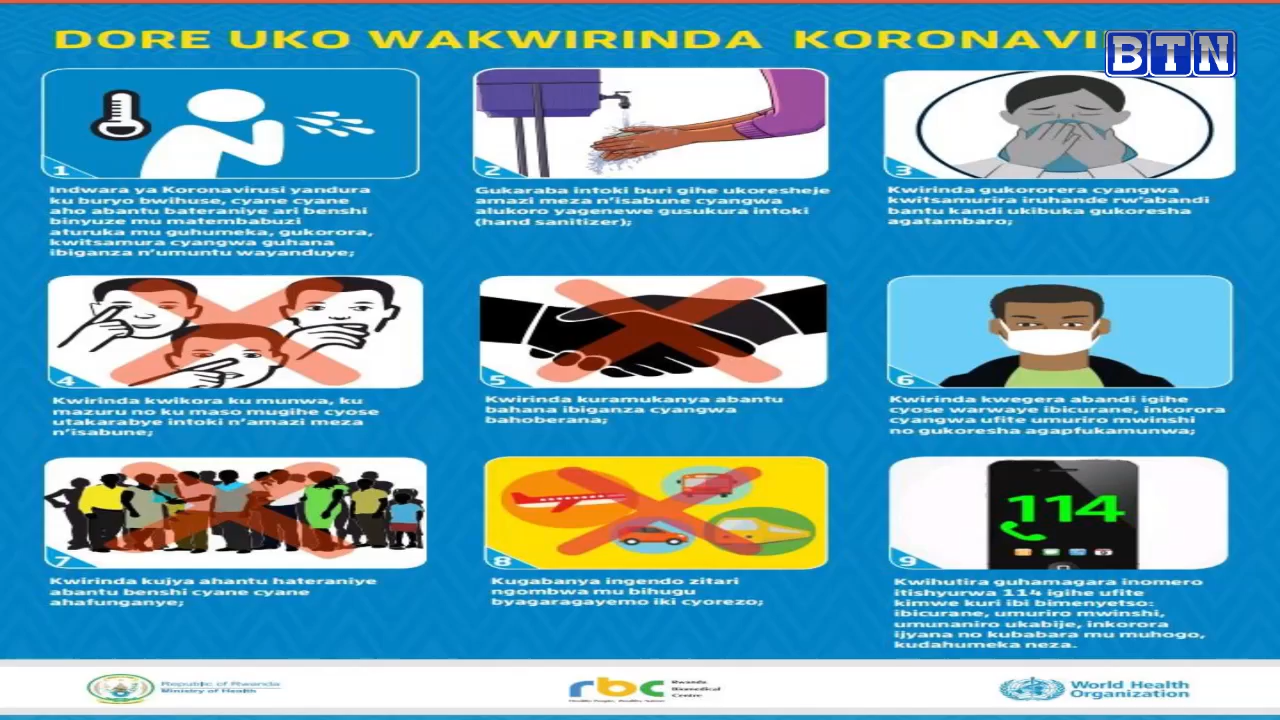 DORE UKO WAKWIRINDA KORONAVI
BTN
1
Indwara ya Koronavirusi yandura
ku buryo bwihuse, cyane cyane
aho abantu bateraniye ari benshi
binyuze mu matembabuzi
aturuka mu guhumeka, gukorora,
kwitsamura cyangwa guhana
ibiganza n'umuntu wayanduye;
2
Gukaraba intoki buri gihe ukoresheje
amazi meza n'isabune cyangwa
alukoro yagenewe gusukura intoki
(hand sanitizer);
3
Kwirinda gukororera cyangwa
kwitsamurira iruhande rw'abandi
bantu kandi ukibuka gukoresha
agatambaro;
4
Kwirinda kwikora ku munwa, ku
mazuru no ku maso mugihe cyose
utakarabye intoki n'amazi meza
n'isabune;
5
Kwirinda kuramukanya abantu
bahana ibiganza cyangwa
bahoberana;
6
Kwirinda kwegera abandi igihe
cyose warwaye ibicurane, inkorora
cyangwa ufite umuriro mwinshi
no gukoresha agapfukamunwa;
7
Kwirinda kujya ahantu hateraniye
abantu benshi cyane cyane
ahafunganye;
8
Kugabanya ingendo zitari
ngombwa mu bihugu
byagaragayemo iki cyorezo;
114
9
Kwihutira guhamagara inomero
itishyurwa 114 igihe ufite
kimwe kuri ibi bimenyetso:
ibicurane, umuriro mwinshi,
umunaniro ukabije, inkorora
ijyana no kubabara mu muhogo,
kudahumeka neza.
Republic of Rwanda
Ministry of Health
rbc
Rwanda
Biomedical
Centre
Healthy People, Wealthy Nation
World Health
Organization